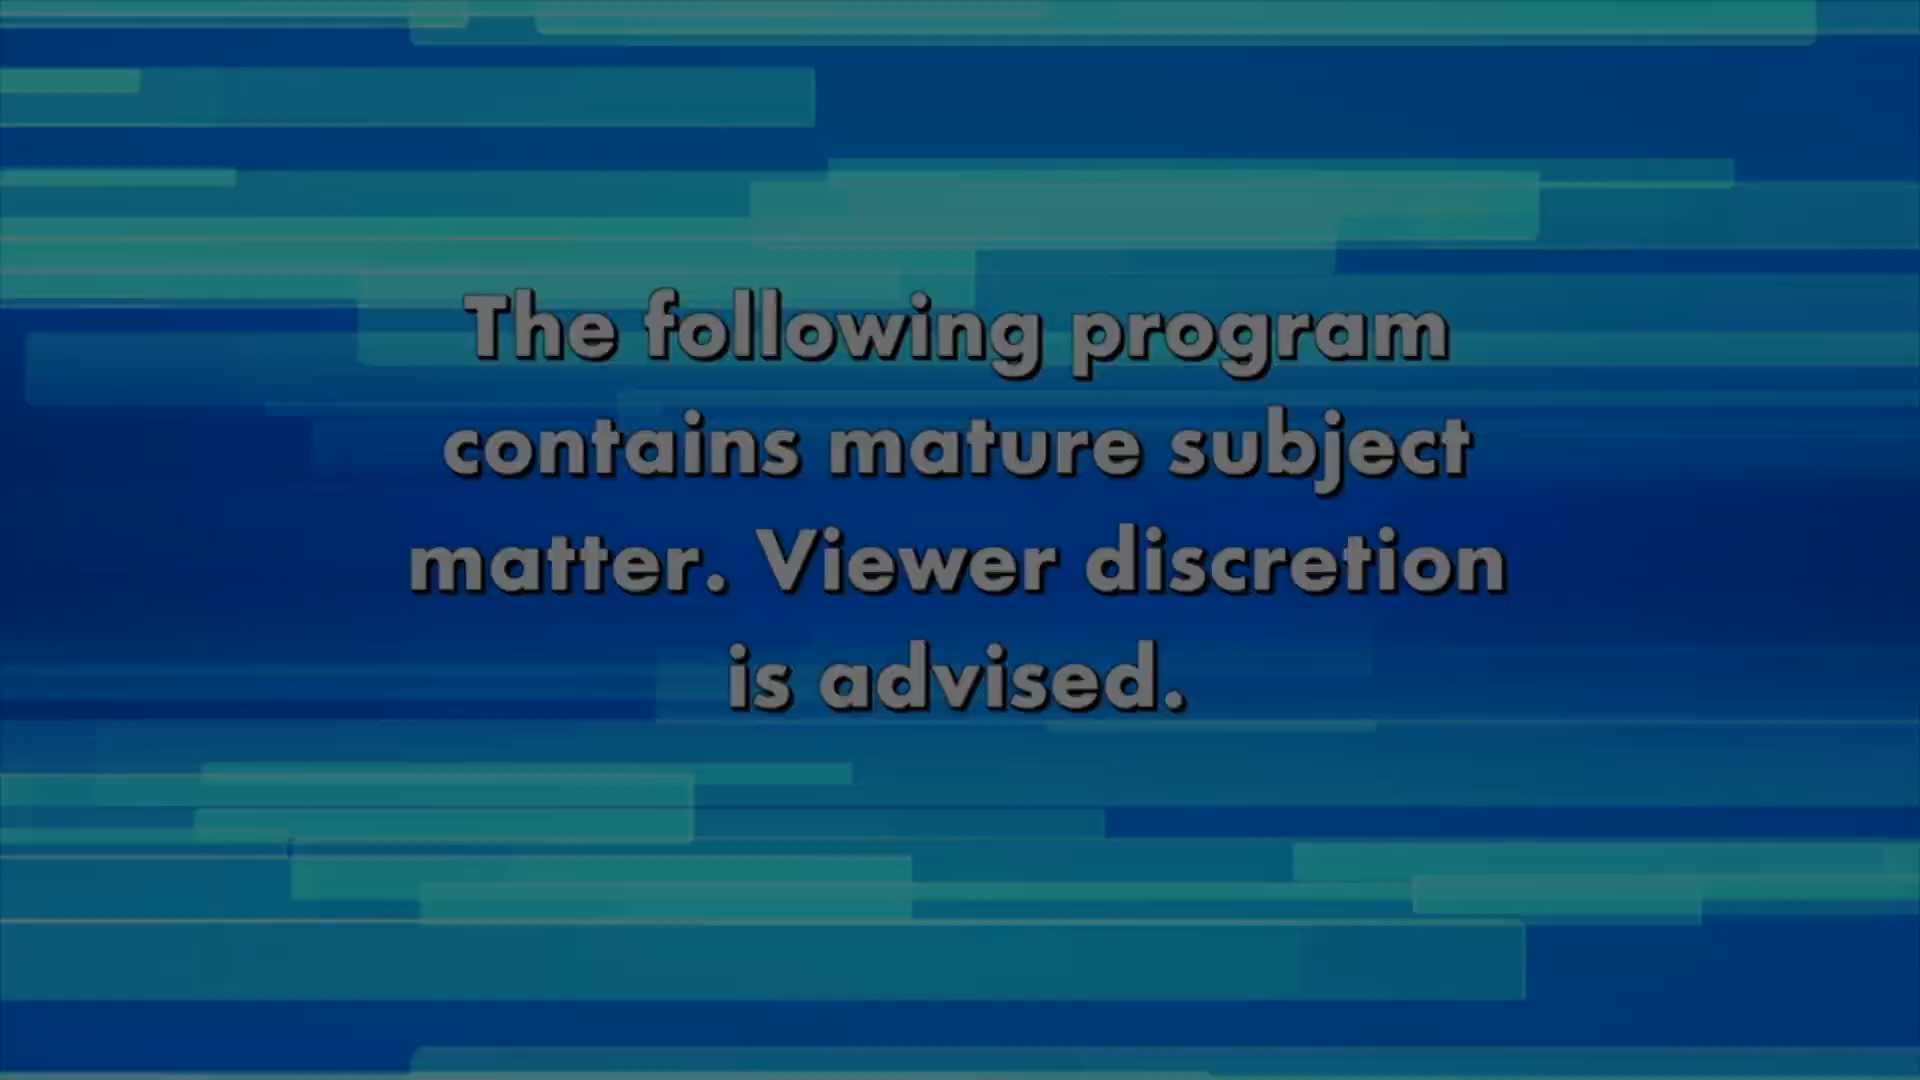 The following program
contains mature subject
matter. Viewer discretion
is advised.